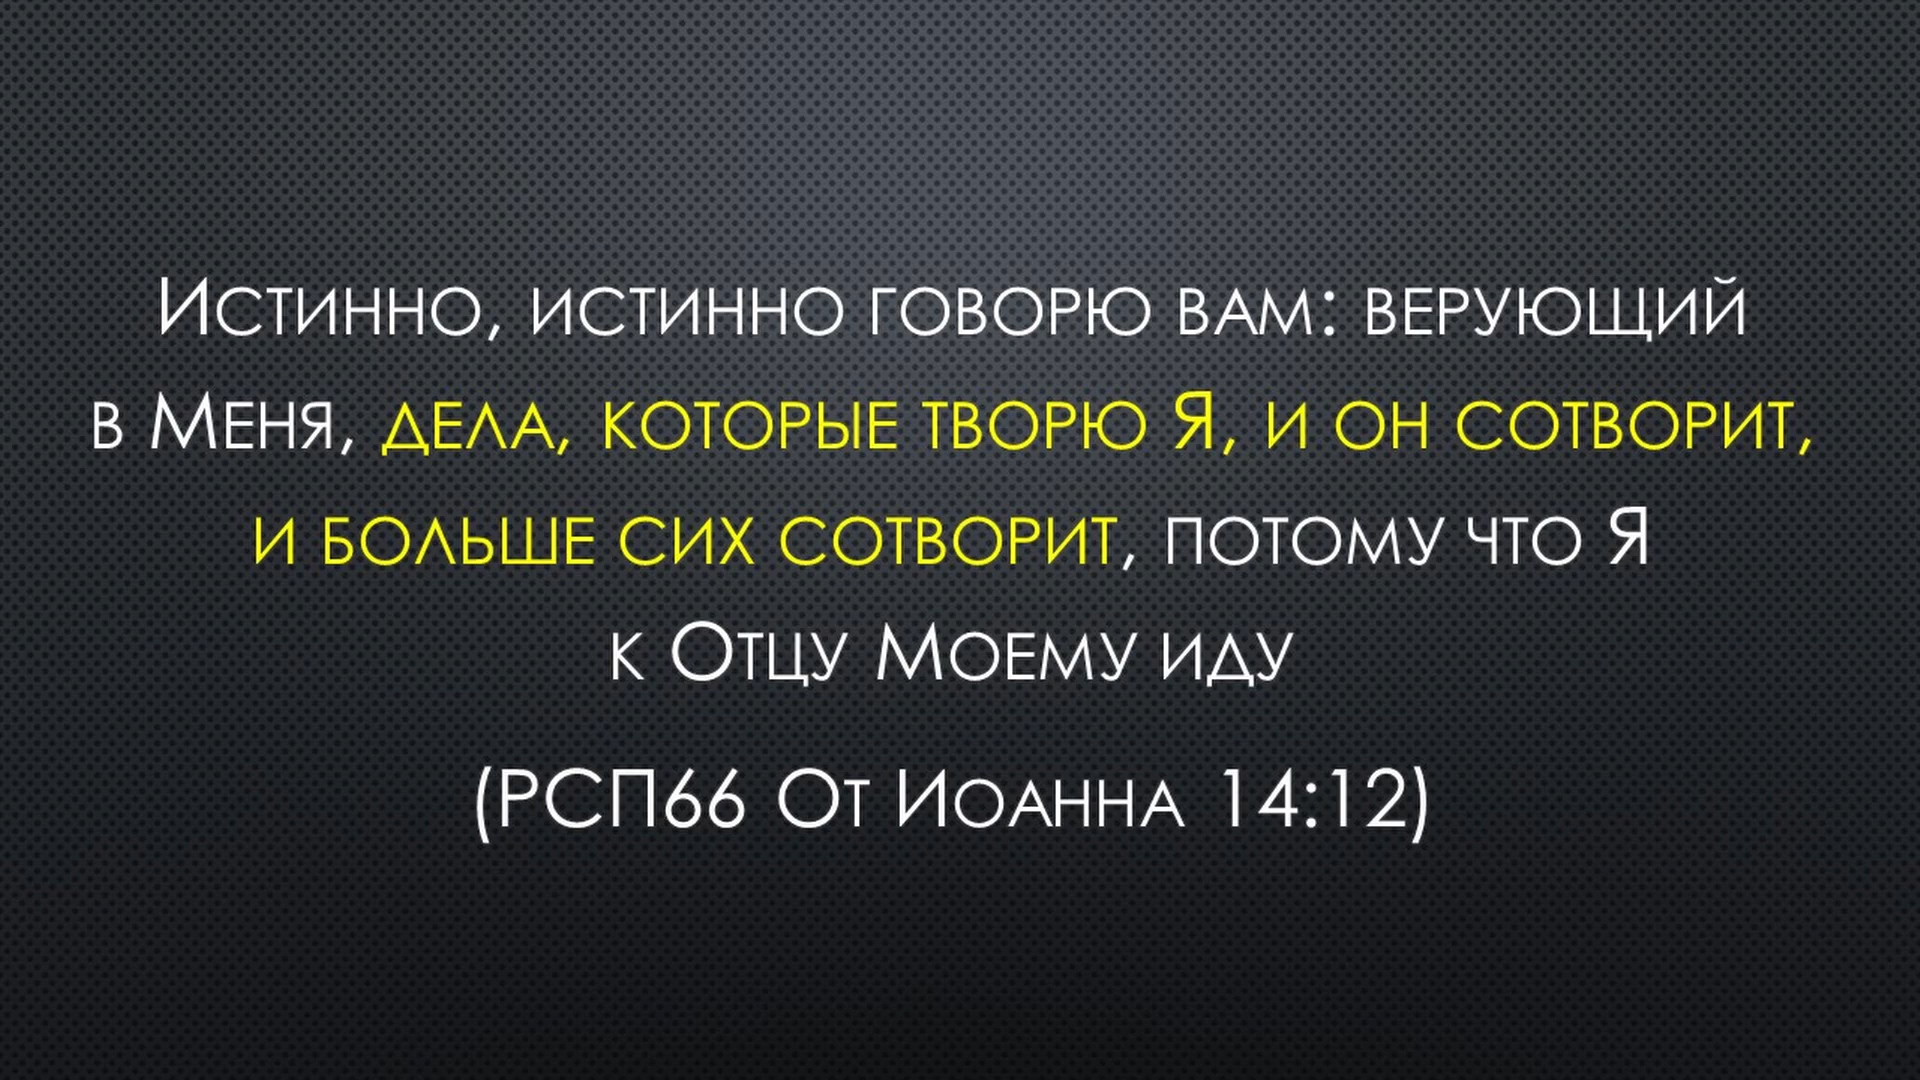 Истинно, истинно говорю вам: верующий
в Меня, дела, которые творю Я, и он сотворит,
и больше сих сотворит, потому что Я
к Отцу Моему иду
(РСП66 От Иоанна 14:12)